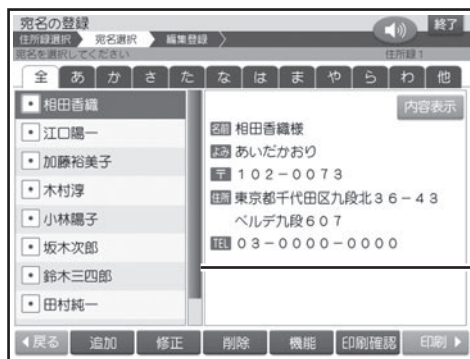 宛名の登録
終了
住所録選択 宛名選択 編集登録
宛名を選択してください 住所録1
全 あ か さ た な は ま や ら わ 他
相田香織
江口陽一
加藤裕美子
木村淳
小林陽子
坂木次郎
鈴木三四郎
田村純一
内容表示
名前 相田香織様
よみ あいだかおり
〒 102-0073
住所 東京都千代田区九段北36-43
ベルデ九段607
TEL 03-0000-0000
戻る 追加 修正 削除 機能 印刷確認 印刷